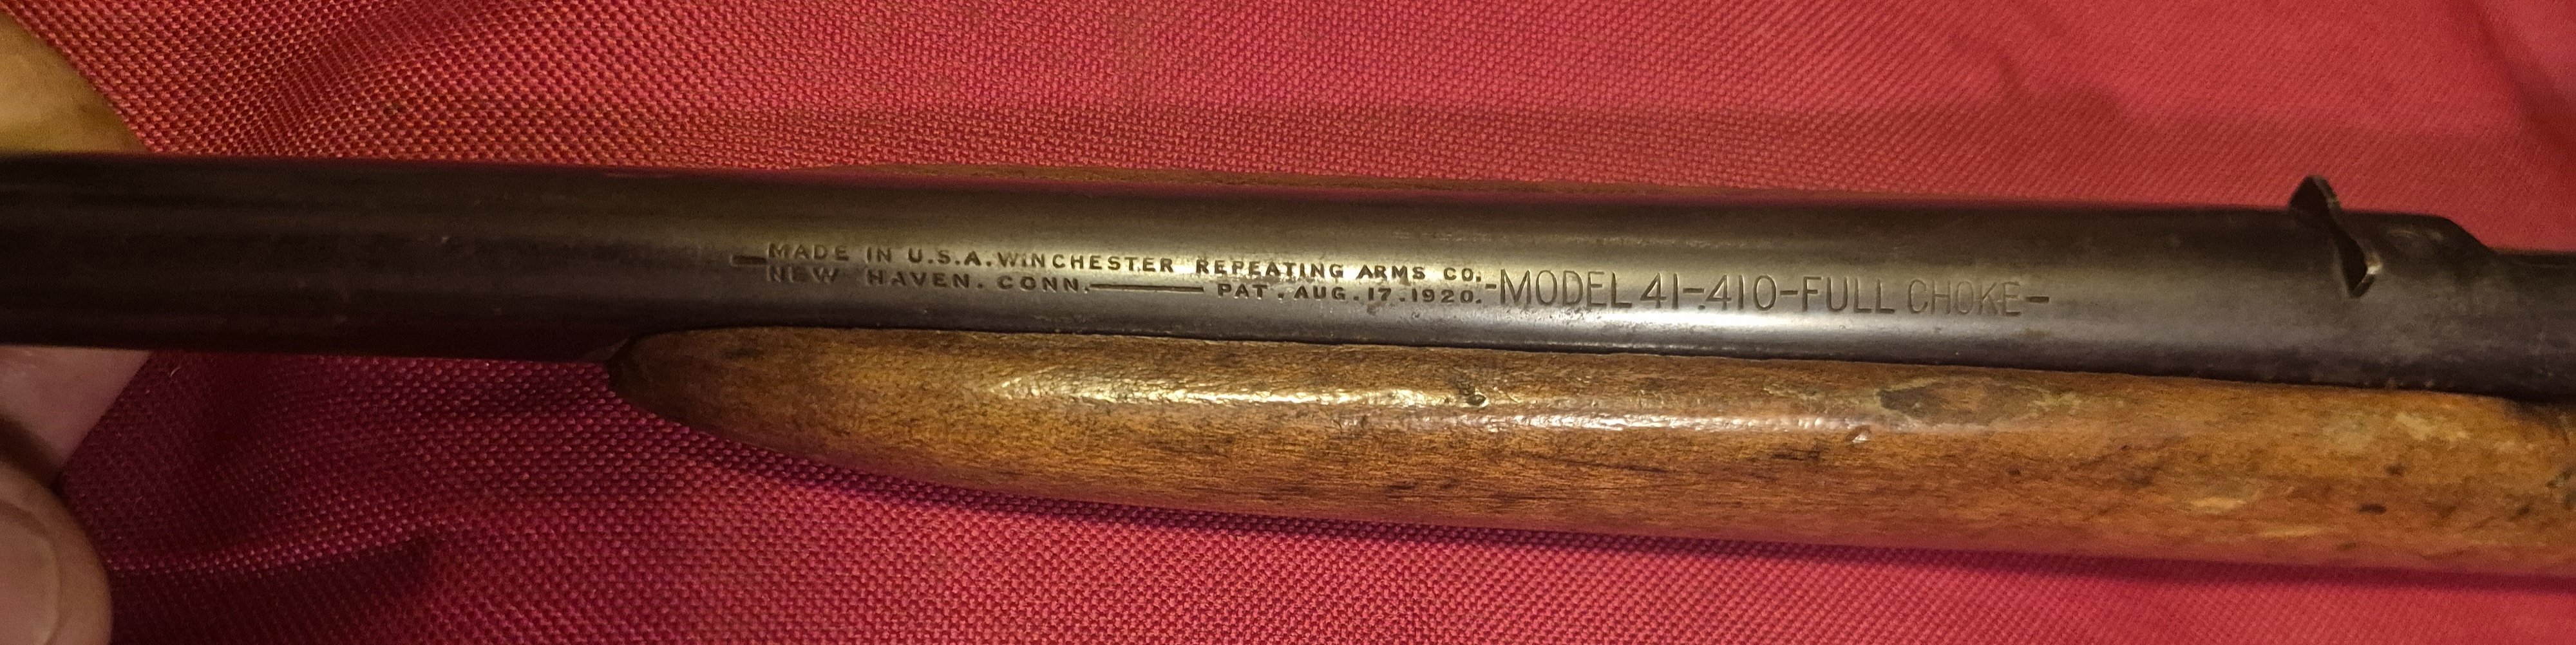 MADE IN U.S.A. WINCHESTER REPEATING ARMS CO.
NEW HAVEN. CONN. PAT. AUG. 17. 1920.
-MODEL 41-.410-FULL CHOKE-